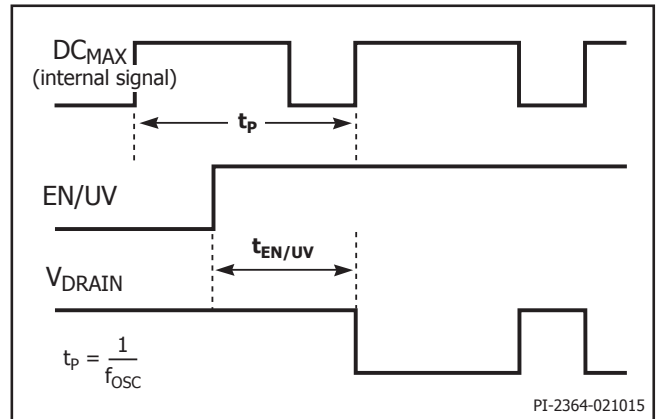 DCMAX
(internal signal)
tP
EN/UV
tEN/UV
VDRAIN
tP = 1
fOSC
PI-2364-021015